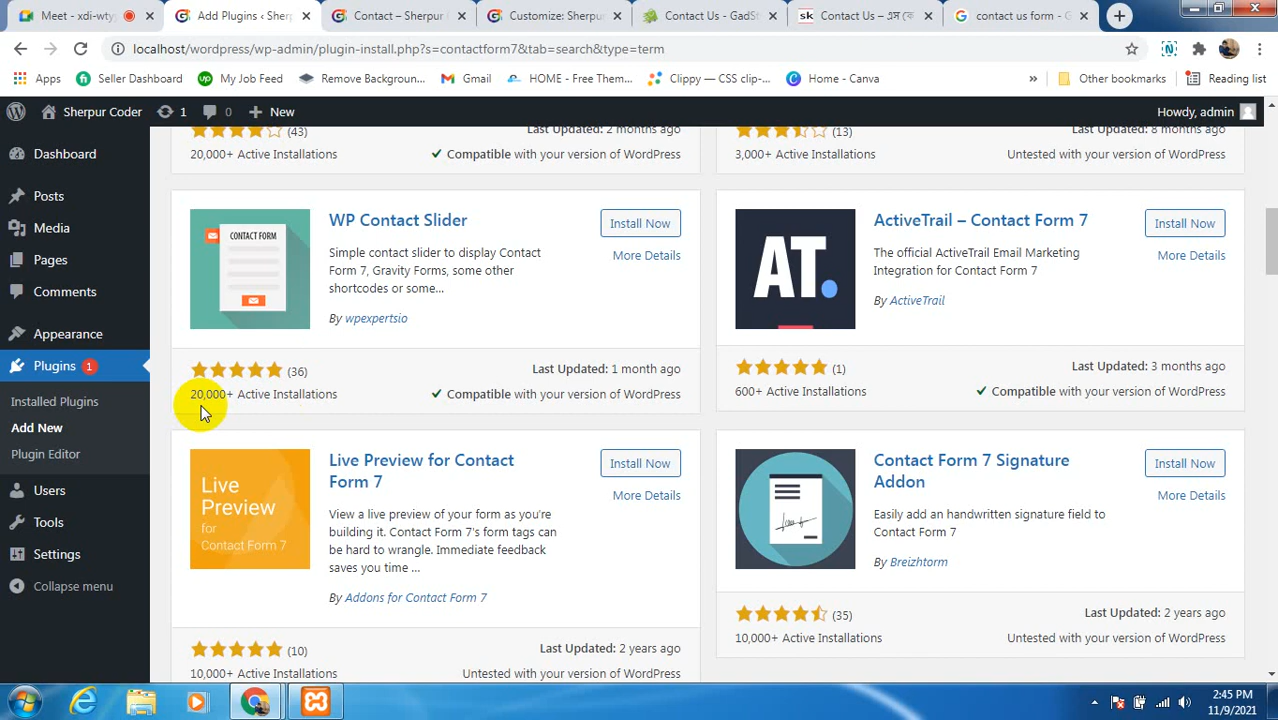 Meet - xdi-wty
Add Plugins ‹ Sherp
Contact – Sherpur
Customize: Sherpu
Contact Us - GadS
sk Contact Us –
contact us form - G
localhost/wordpress/wp-admin/plugin-install.php?s=contactform7&tab=search&type=term
Apps
Seller Dashboard
My Job Feed
Remove Backgroun...
Gmail
HOME - Free Them...
Clippy — CSS clip-...
Home - Canva
»
Other bookmarks
Reading list
Sherpur Coder
1
0
New
Howdy, admin
Dashboard
Posts
Media
Pages
Comments
Appearance
Plugins 1
Installed Plugins
Add New
Plugin Editor
Users
Tools
Settings
Collapse menu
(43)
Last Updated: 2 months ago
20,000+ Active Installations
Compatible with your version of WordPress
(13)
Last Updated: 8 months ago
3,000+ Active Installations
Untested with your version of WordPress
CONTACT FORM
WP Contact Slider
Install Now
More Details
Simple contact slider to display Contact
Form 7, Gravity Forms, some other
shortcodes or some...
By wpexpertsio
(36)
Last Updated: 1 month ago
20,000+ Active Installations
Compatible with your version of WordPress
AT.
ActiveTrail – Contact Form 7
Install Now
More Details
The official ActiveTrail Email Marketing
Integration for Contact Form 7
By ActiveTrail
(1)
Last Updated: 3 months ago
600+ Active Installations
Compatible with your version of WordPress
Live
Preview
for
Contact Form 7
Live Preview for Contact
Form 7
Install Now
More Details
View a live preview of your form as you're
building it. Contact Form 7's form tags can
be hard to wrangle. Immediate feedback
saves you time ...
By Addons for Contact Form 7
(10)
Last Updated: 2 years ago
10,000+ Active Installations
Untested with your version of WordPress
Contact Form 7 Signature
Addon
Install Now
More Details
Easily add an handwritten signature field to
Contact Form 7
By Breizhtorm
(35)
Last Updated: 2 years ago
10,000+ Active Installations
Untested with your version of WordPress
2:45 PM
11/9/2021